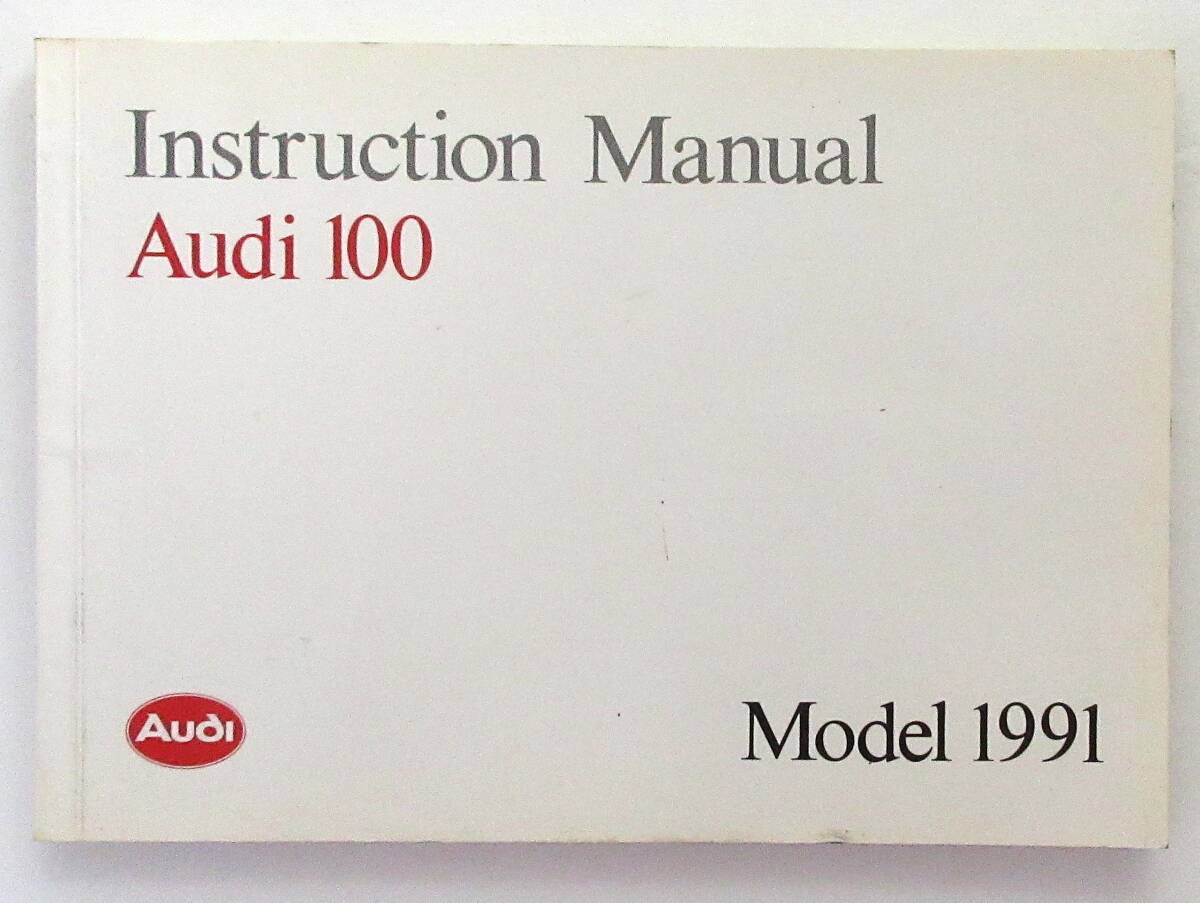 Instruction Manual
Audi 100
Audi
Model 1991